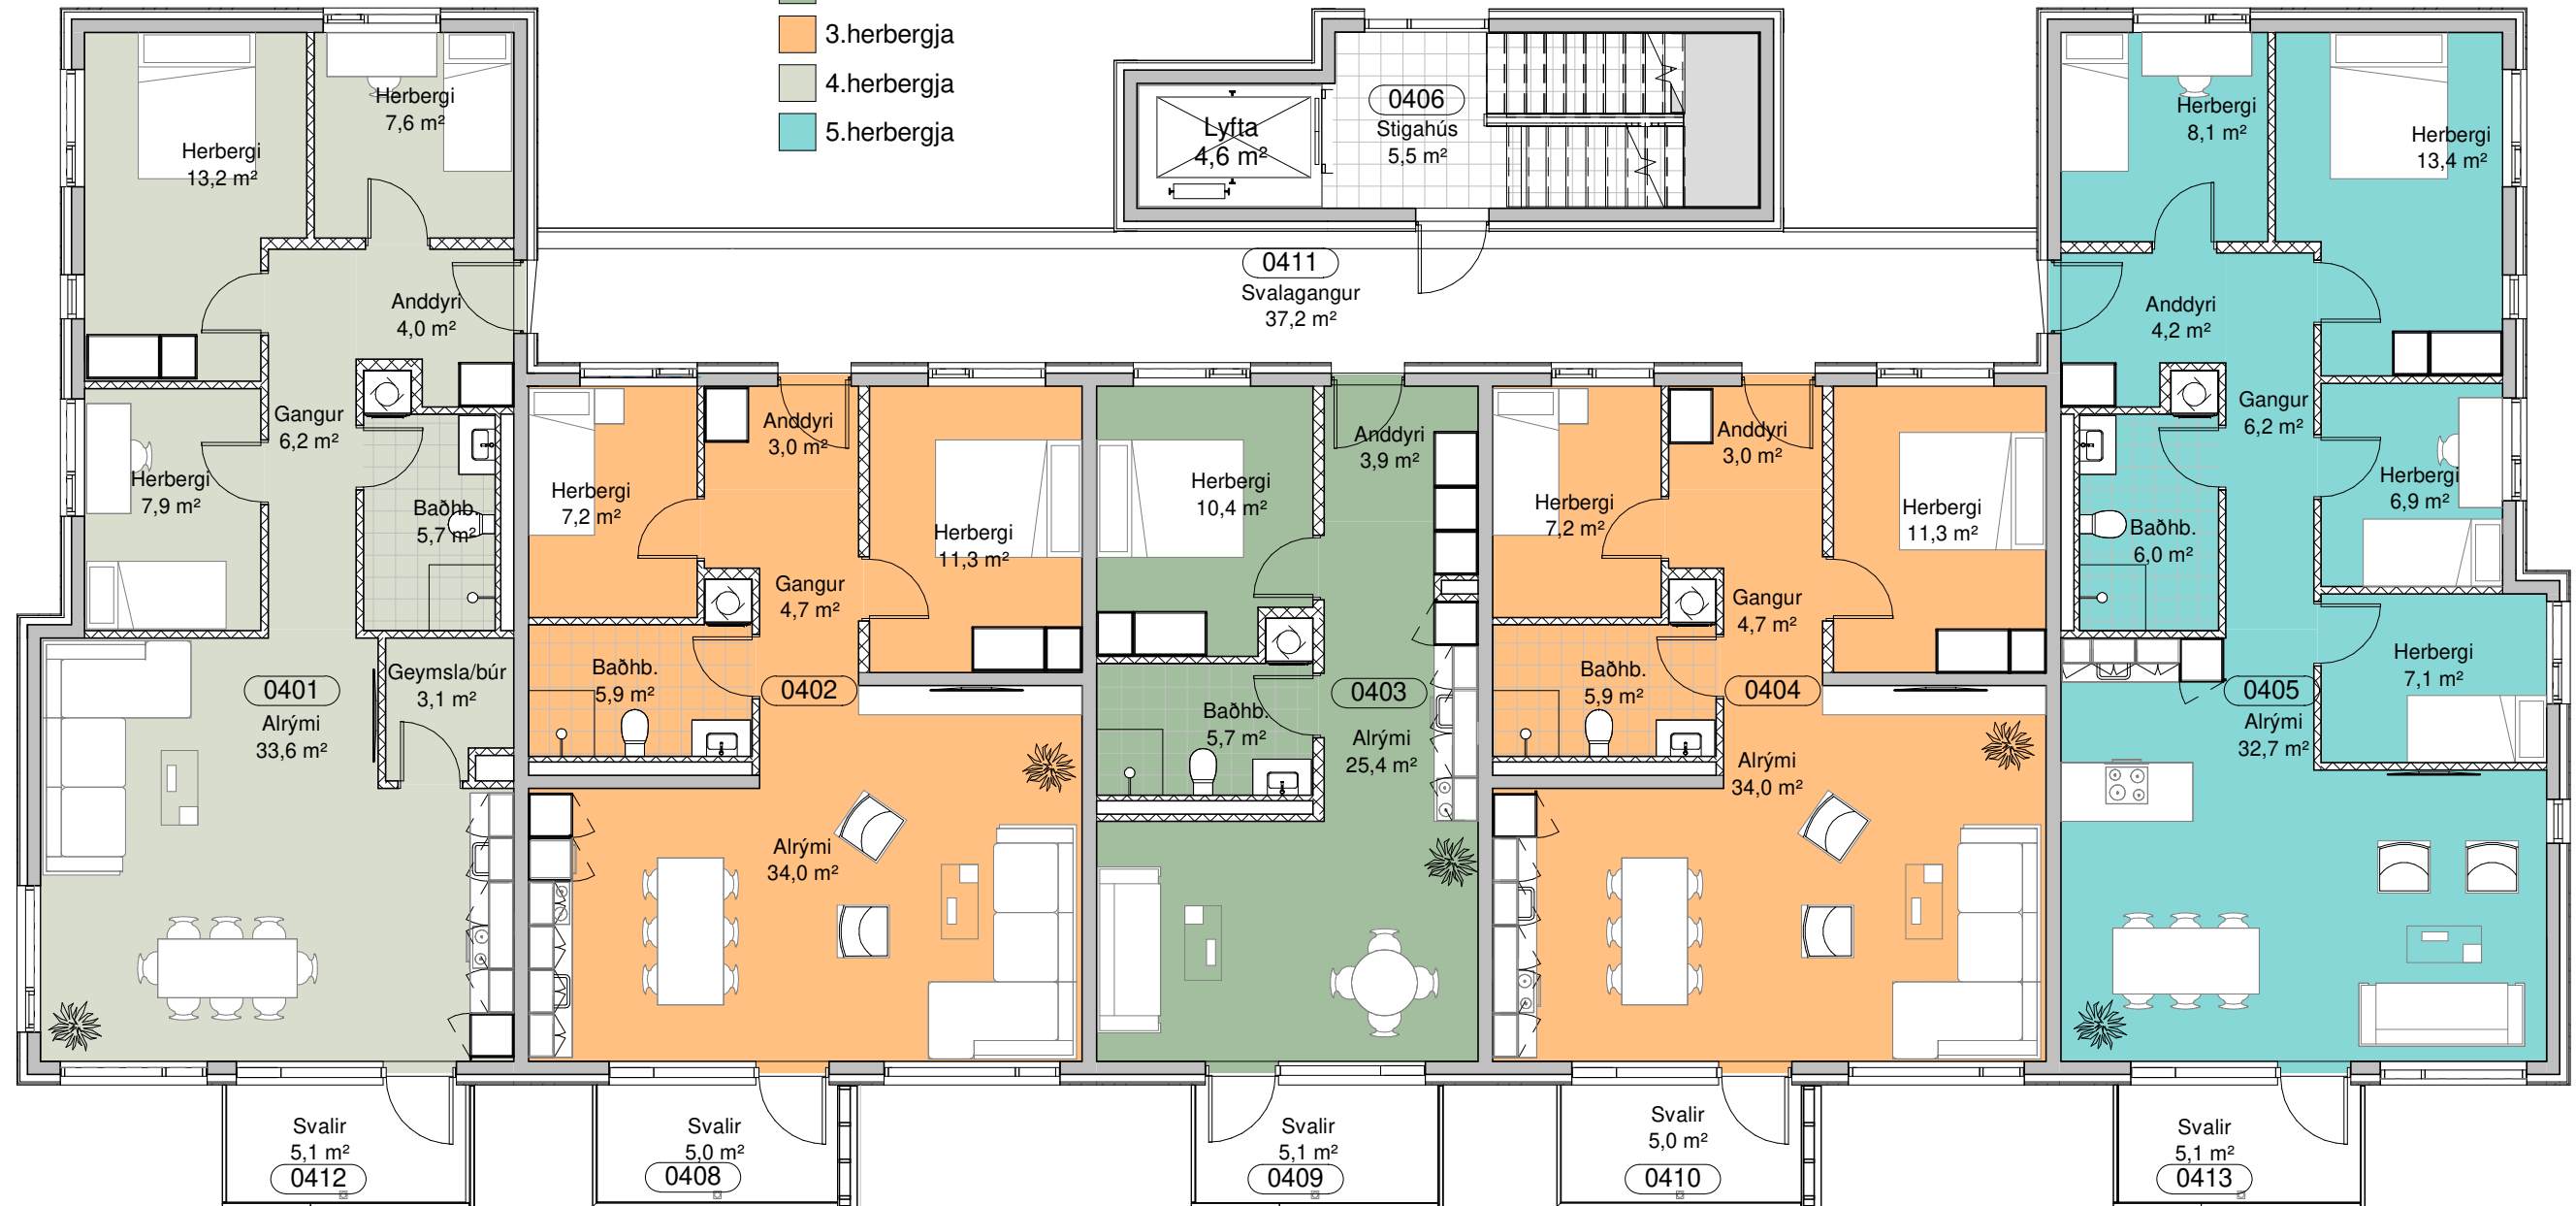 3.herbergja
4.herbergja
5.herbergja
Herbergi
13,2 m²
Herbergi
7,6 m²
Anddyri
4,0 m²
Gangur
6,2 m²
Herbergi
7,9 m²
Baðhb.
5,7 m²
Geymsla/búr
3,1 m²
0401
Alrými
33,6 m²
Svalir
5,1 m²
0412
Lyfta
4,6 m²
0406
Stigahús
5,5 m²
0411
Svalagangur
37,2 m²
Herbergi
7,2 m²
Anddyri
3,0 m²
Herbergi
11,3 m²
Gangur
4,7 m²
Baðhb.
5,9 m²
0402
Alrými
34,0 m²
Svalir
5,0 m²
0408
Herbergi
10,4 m²
Anddyri
3,9 m²
Baðhb.
5,7 m²
0403
Alrými
25,4 m²
Svalir
5,1 m²
0409
Herbergi
7,2 m²
Anddyri
3,0 m²
Herbergi
11,3 m²
Gangur
4,7 m²
Baðhb.
5,9 m²
0404
Alrými
34,0 m²
Svalir
5,0 m²
0410
Herbergi
8,1 m²
Herbergi
13,4 m²
Anddyri
4,2 m²
Gangur
6,2 m²
Herbergi
6,9 m²
Baðhb.
6,0 m²
Herbergi
7,1 m²
0405
Alrými
32,7 m²
Svalir
5,1 m²
0413